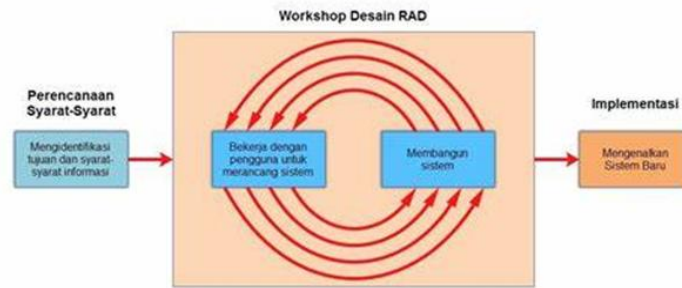 Workshop Desain RAD
Perencanaan
Syarat-Syarat
Mengidentifikasi
tujuan dan syarat-
syarat informasi
Bekerja dengan
pengguna untuk
merancang sistem
Membangun
sistem
Implementasi
Mengenalkan
Sistem Baru